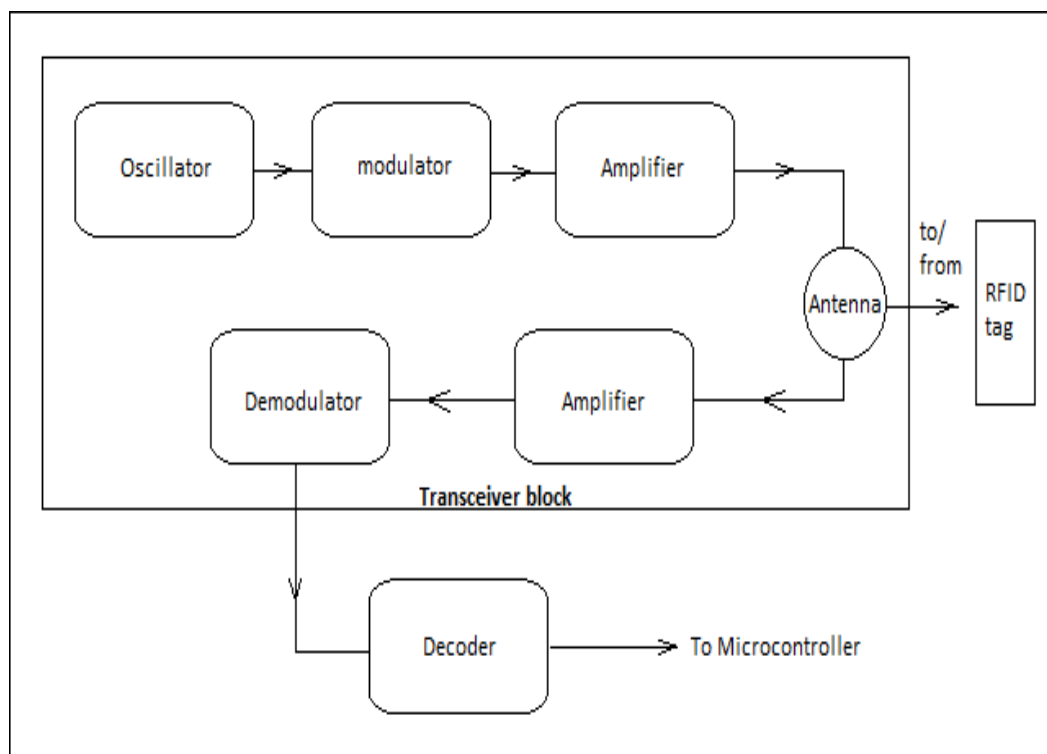 Oscillator
modulator
Amplifier
to/
from
Antenna
RFID
tag
Demodulator
Amplifier
Transceiver block
Decoder
To Microcontroller